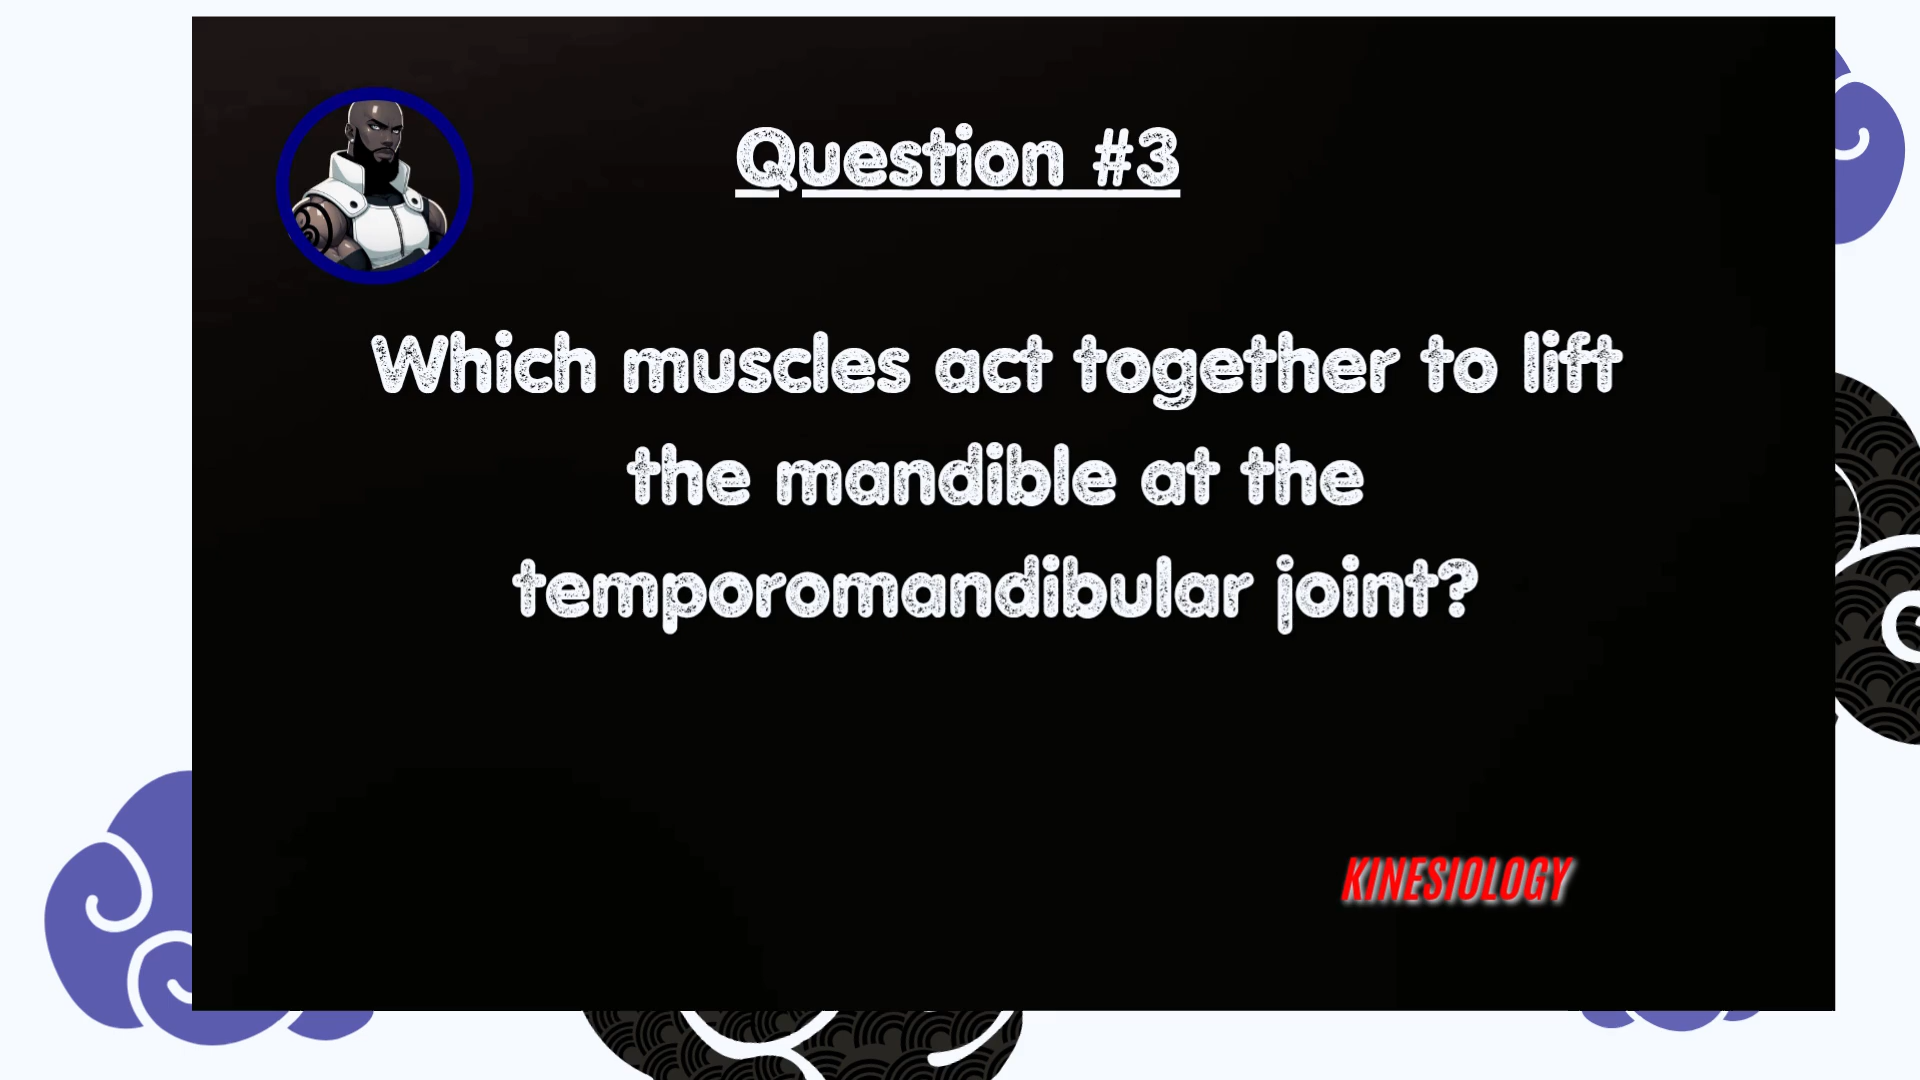 Question #3
Which muscles act together to lift
the mandible at the
temporomandibular joint?
KINESIOLOGY